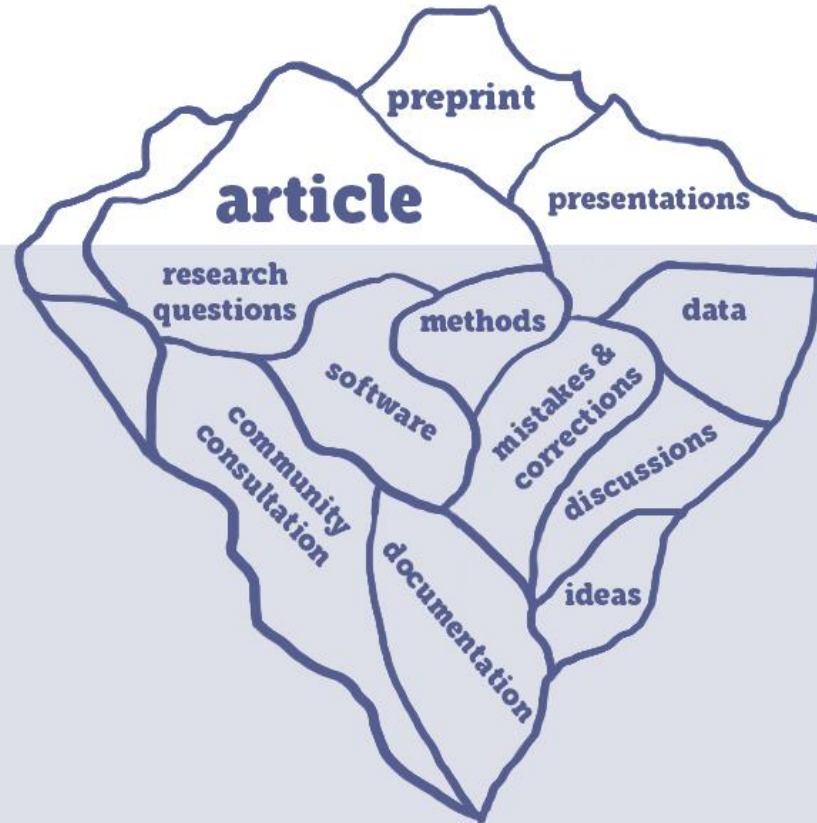 preprint
article
presentations
research
questions
methods
data
software
mistakes &
corrections
community
consultation
discussions
documentation
ideas